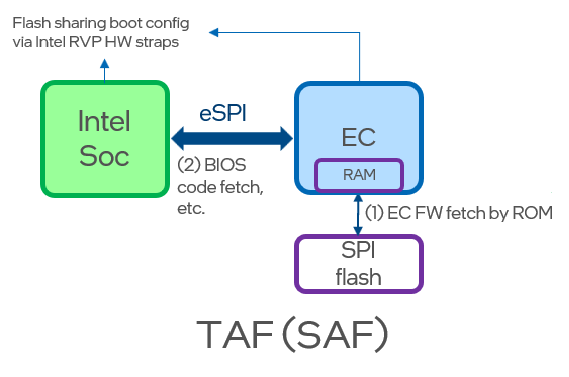 Flash sharing boot config
via Intel RVP HW straps
Intel
Soc
eSPI
(2) BIOS
code fetch,
etc.
EC
RAM
(1) EC FW fetch by ROM
SPI
flash
TAF (SAF)